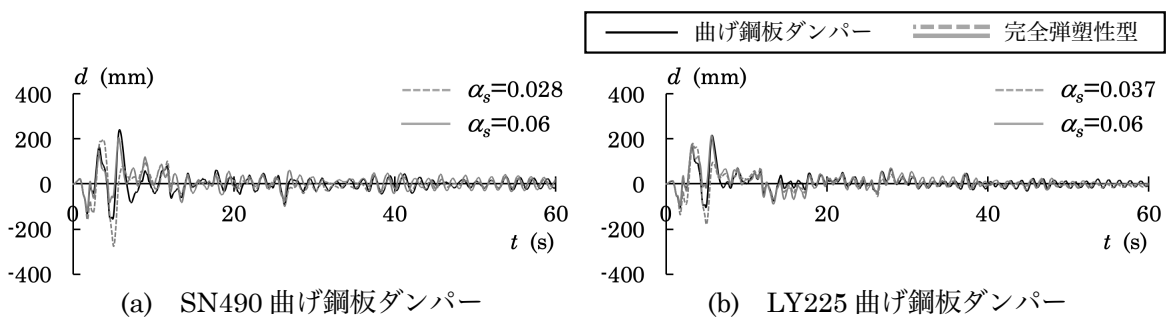 曲げ鋼板ダンパー 完全弾塑性型
d (mm)
400
200
0
-200
-400
αs=0.028
αs=0.06
0 20 40 60
t (s)
(a) SN490 曲げ鋼板ダンパー
d (mm)
400
200
0
-200
-400
αs=0.037
αs=0.06
0 20 40 60
t (s)
(b) LY225 曲げ鋼板ダンパー